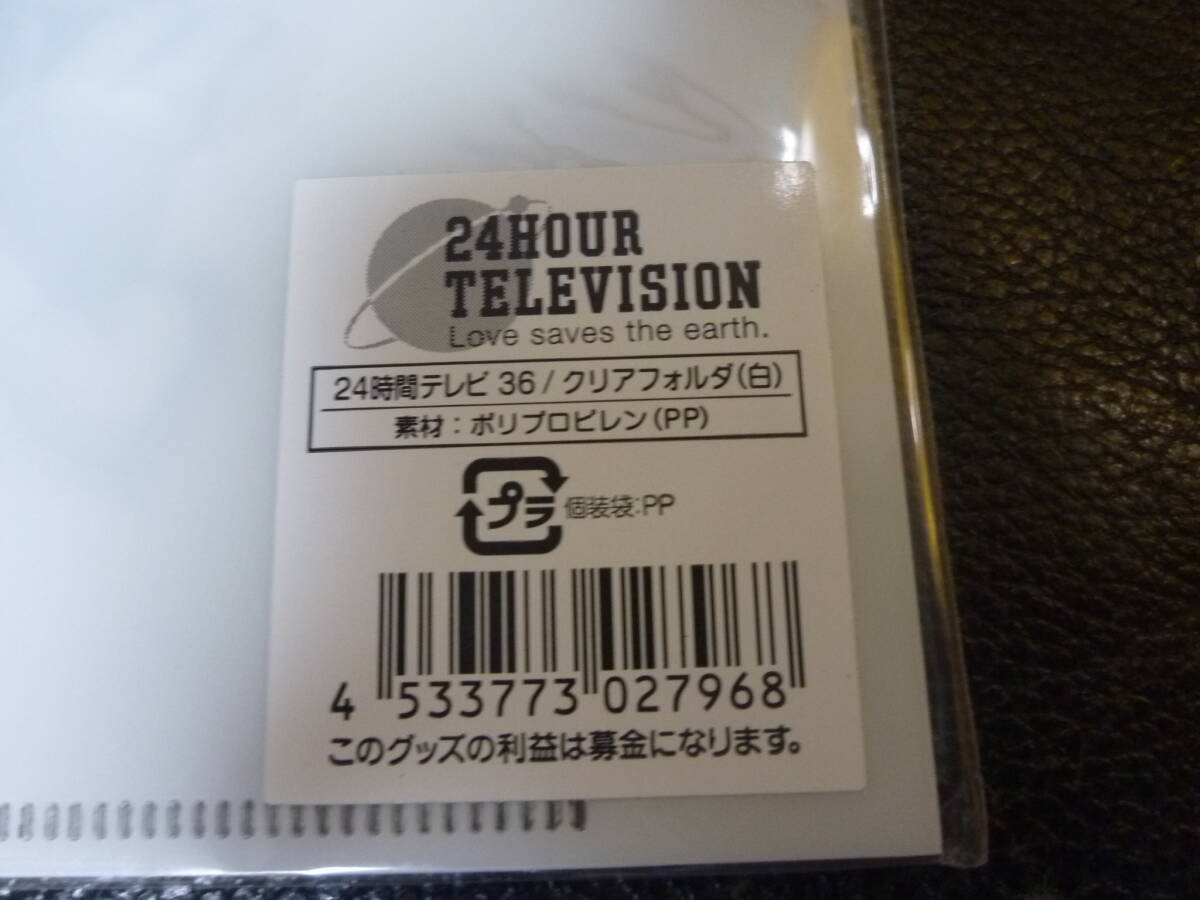 24HOUR
TELEVISION
Love saves the earth.
24時間テレビ 36/クリアフォルダ(白)
素材:ポリプロピレン(PP)
プラ 個装袋:PP
4 533773 027968
このグッズの利益は募金になります。